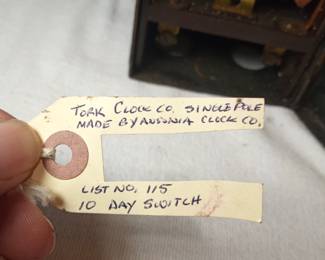 TORK CLOCK CO. SINGLE POLE
MADE BY ANSONIA CLOCK CO.
LIST NO. 115
10 DAY SWITCH